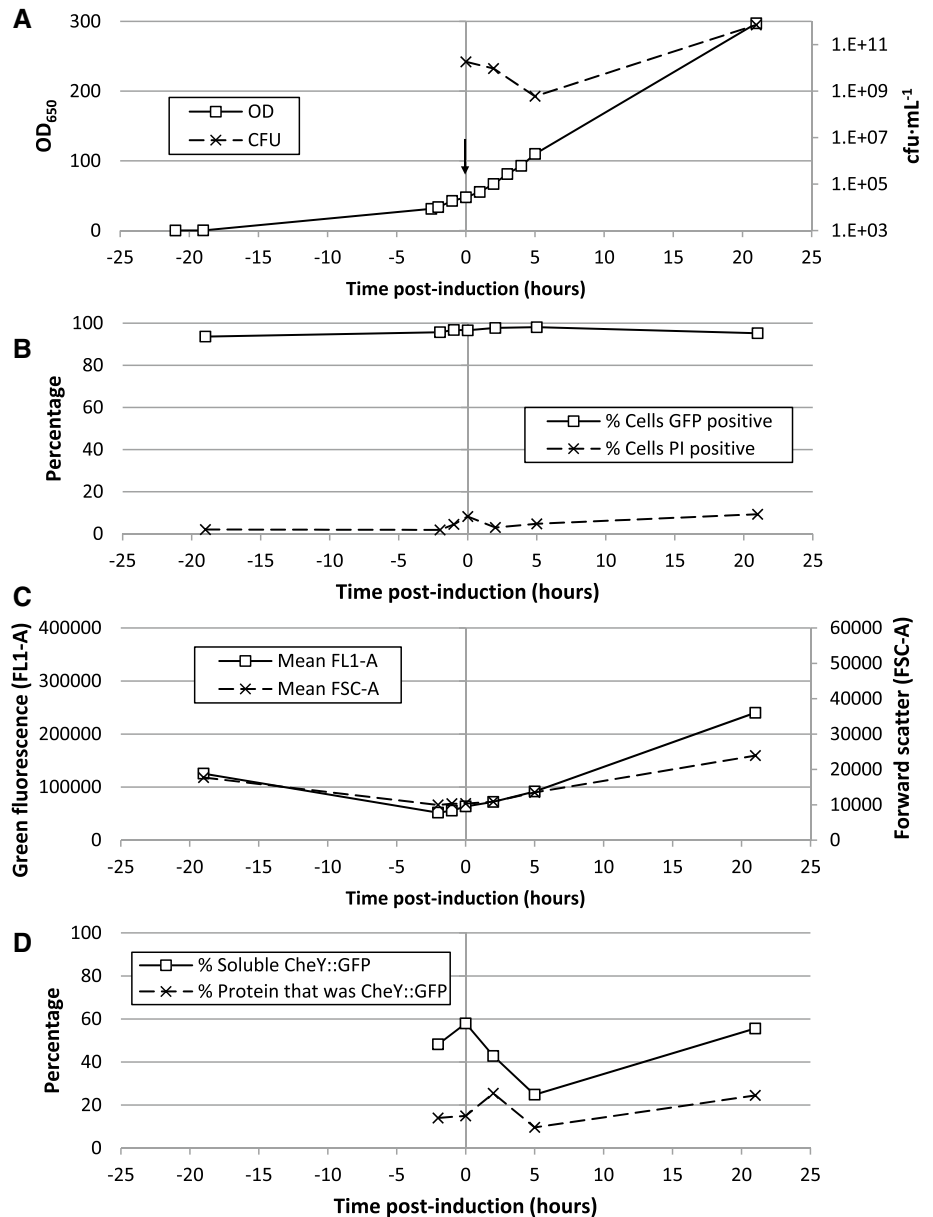 A
300
200
100
0
OD650
1.E+11
1.E+09
1.E+07
1.E+05
1.E+03
cfu·mL-1
OD
CFU
-25 -20 -15 -10 -5 0 5 10 15 20 25
Time post-induction (hours)
B
100
80
60
40
20
0
Percentage
% Cells GFP positive
% Cells PI positive
-25 -20 -15 -10 -5 0 5 10 15 20 25
Time post-induction (hours)
C
400000
300000
200000
100000
0
Green fluorescence (FL1-A)
60000
50000
40000
30000
20000
10000
0
Forward scatter (FSC-A)
Mean FL1-A
Mean FSC-A
-25 -20 -15 -10 -5 0 5 10 15 20 25
Time post-induction (hours)
D
100
80
60
40
20
0
Percentage
% Soluble CheY::GFP
% Protein that was CheY::GFP
-25 -20 -15 -10 -5 0 5 10 15 20 25
Time post-induction (hours)